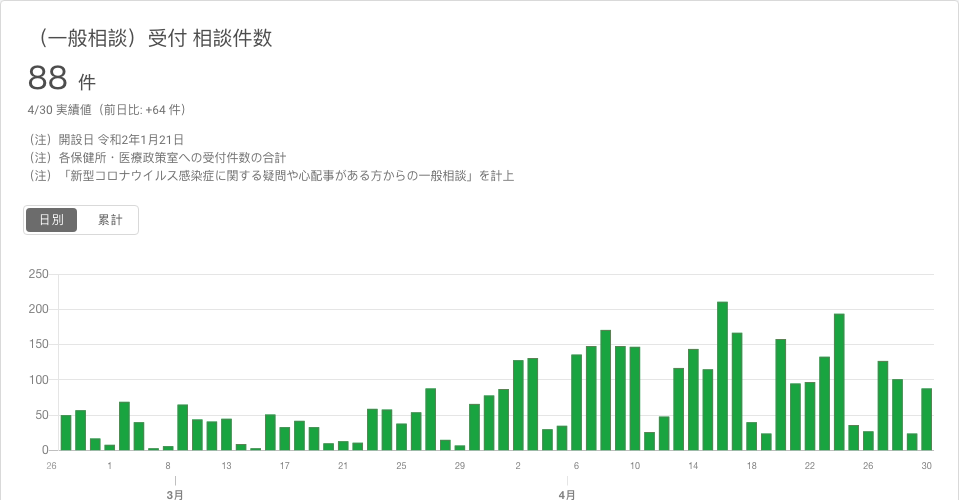 （一般相談）受付 相談件数
88 件
4/30 実績値（前日比: +64 件）
（注）開設日 令和2年1月21日
（注）各保健所・医療政策室への受付件数の合計
（注）「新型コロナウイルス感染症に関する疑問や心配事がある方からの一般相談」を計上
日別 累計
250
200
150
100
50
0
26 1 8 13 17 21 25 29 2 6 10 14 18 22 26 30
3月 4月